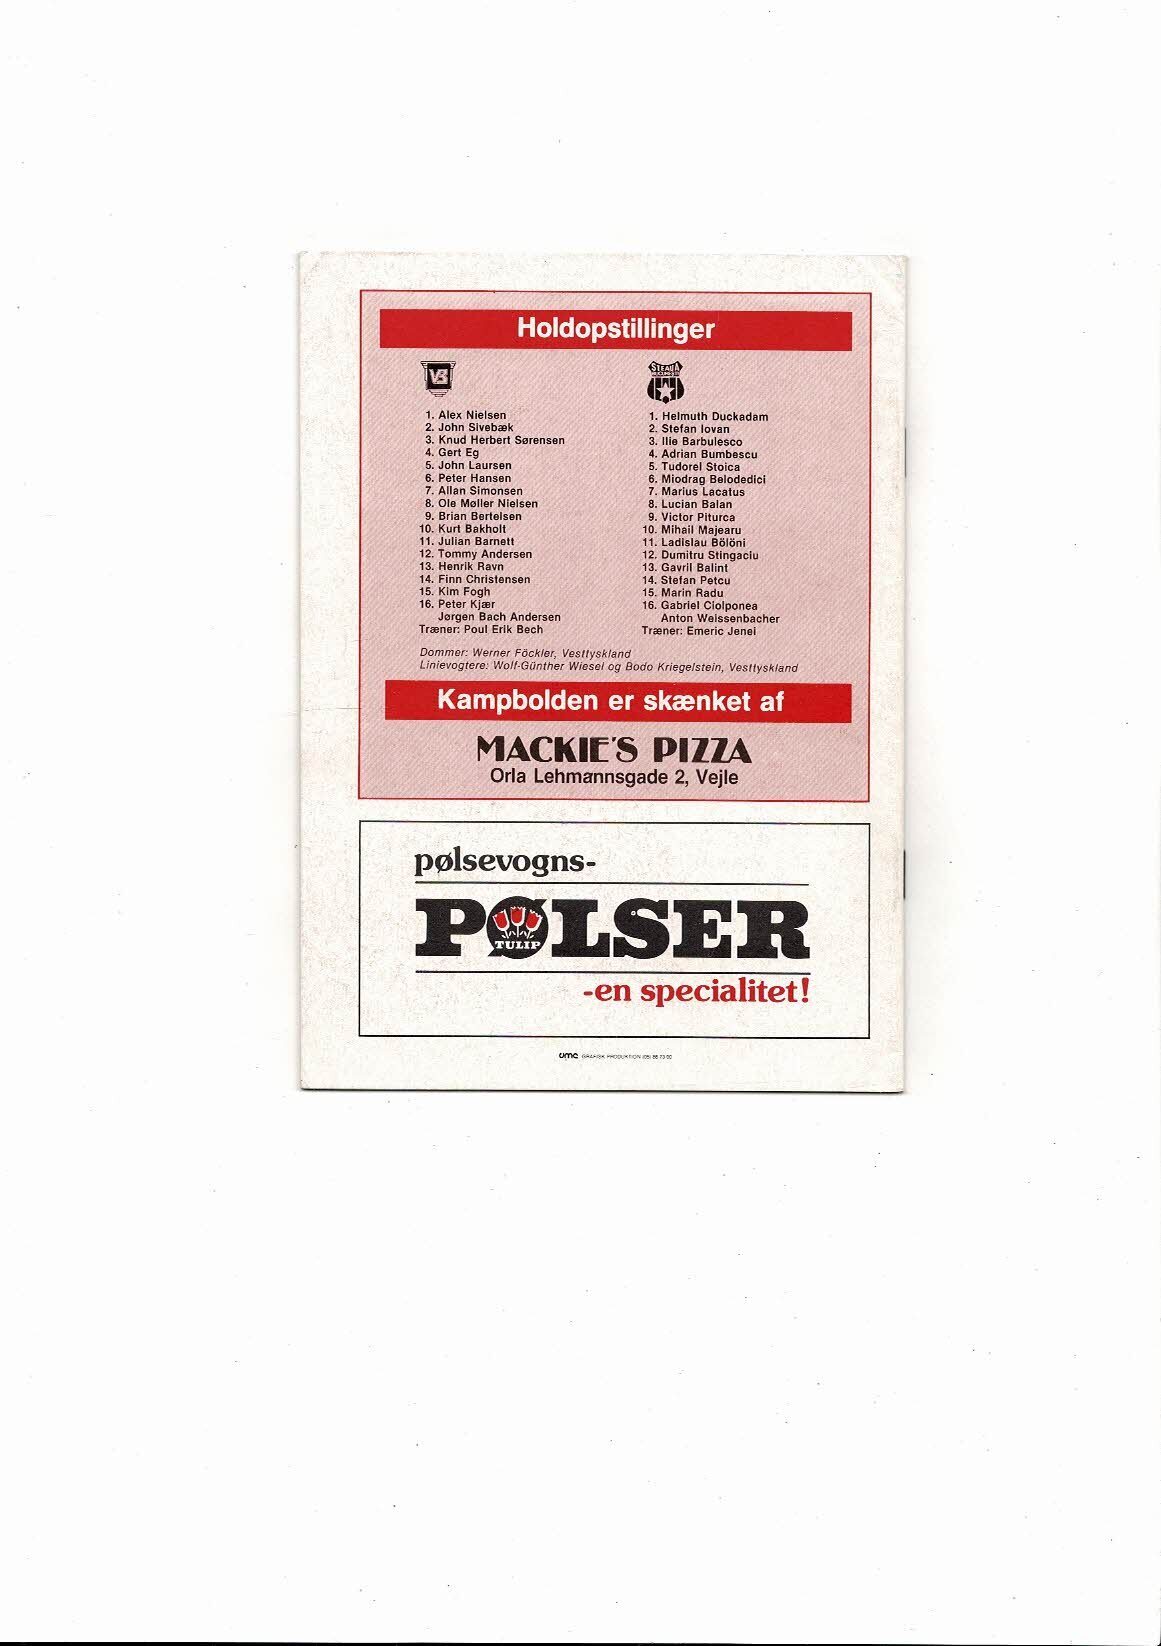 Holdopstillinger
VB
1. Alex Nielsen
2. John Sivebæk
3. Knud Herbert Sørensen
4. Gert Eg
5. John Laursen
6. Peter Hansen
7. Allan Simonsen
8. Ole Møller Nielsen
9. Brian Bertelsen
10. Kurt Bakholt
11. Julian Barnett
12. Tommy Andersen
13. Henrik Ravn
14. Finn Christensen
15. Kim Fogh
16. Peter Kjær
Jørgen Bach Andersen
Træner: Poul Erik Bech
STEAUA
1. Helmuth Duckadam
2. Stefan Iovan
3. Ilie Barbulesco
4. Adrian Bumbescu
5. Tudorel Stoica
6. Miodrag Belodedici
7. Marius Lacatus
8. Lucian Balan
9. Victor Piturca
10. Mihail Majearu
11. Ladislau Bölöni
12. Dumitru Stingaciu
13. Gavril Balint
14. Stefan Petcu
15. Marin Radu
16. Gabriel Ciolponea
Anton Weissenbacher
Træner: Emeric Jenei
Dommer: Werner Föckler, Vesttyskland
Linievogtere: Wolf-Günther Wiesel og Bodo Kriegelstein, Vesttyskland
Kampbolden er skænket af
MACKIE'S PIZZA
Orla Lehmannsgade 2, Vejle
pølsevogns-
PØLSER
TULIP
-en specialitet!
umc GRAFISK PRODUKTION